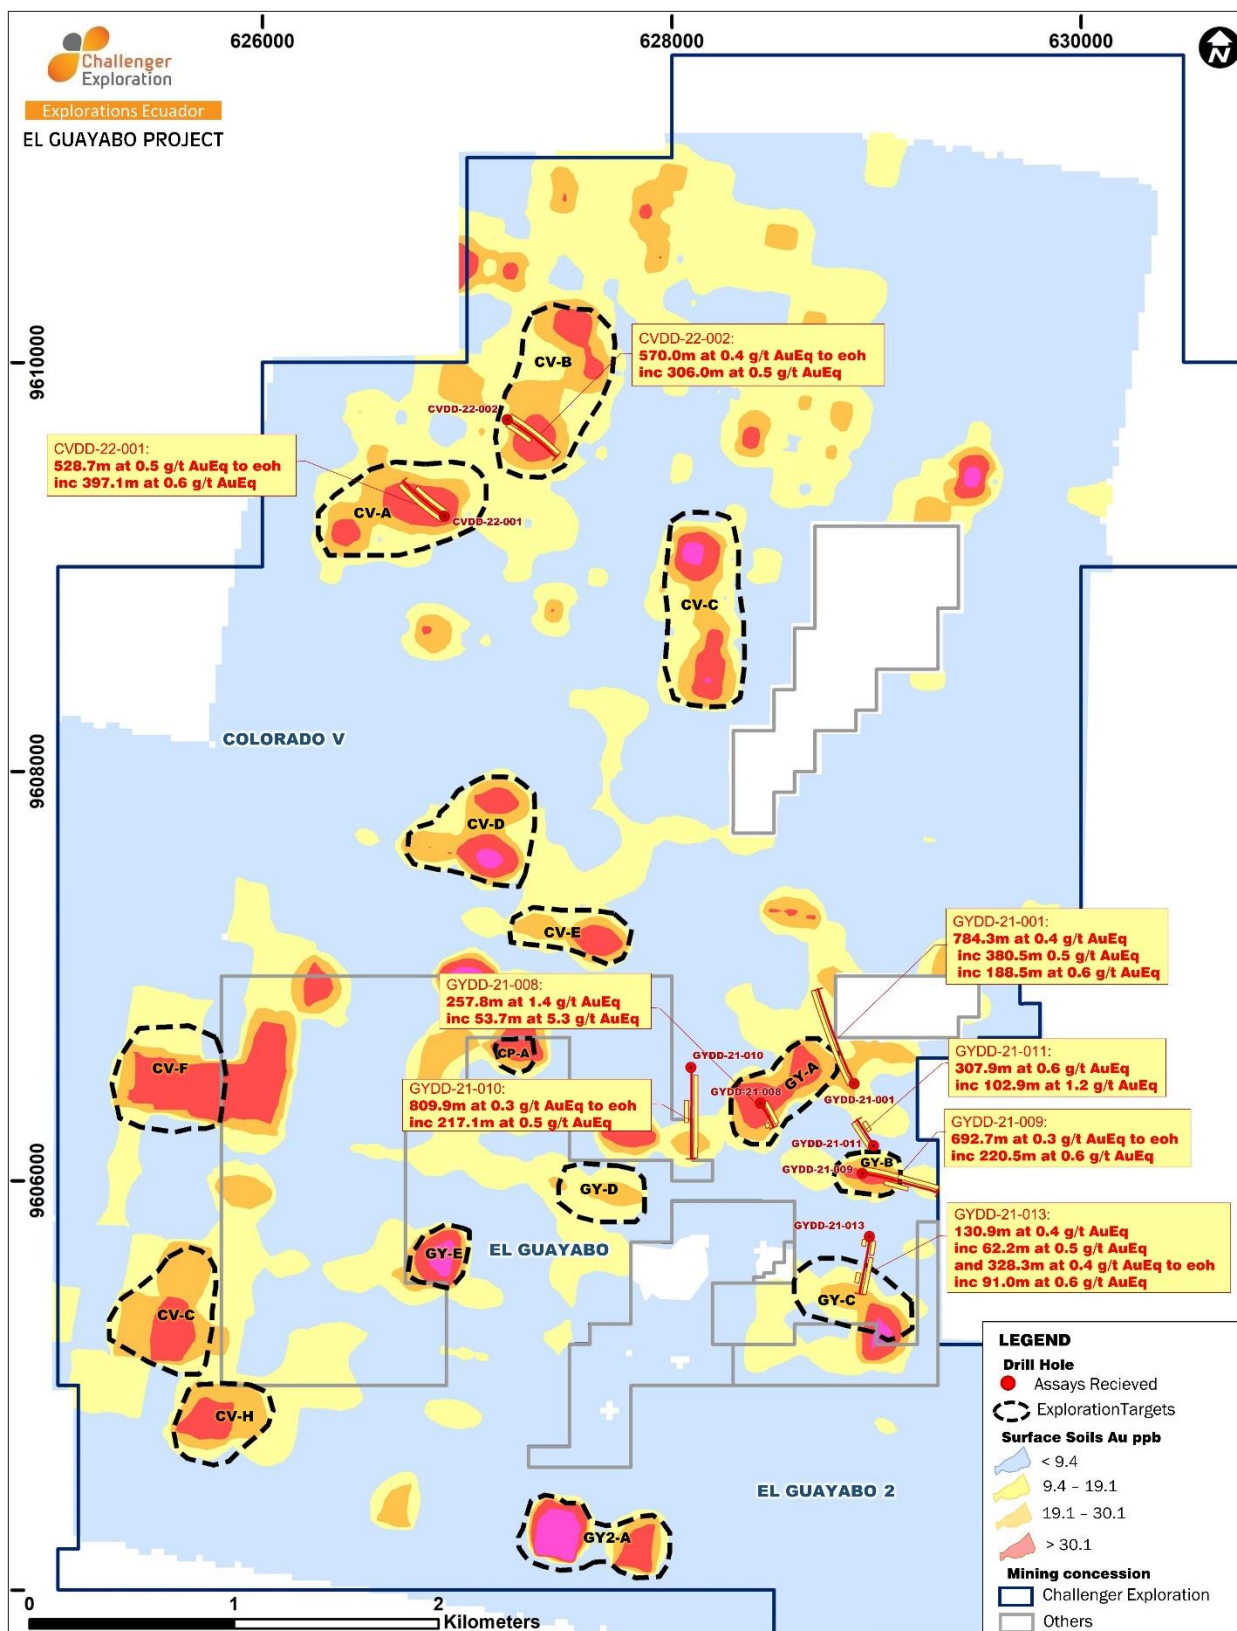 626000
628000
630000
Challenger
Exploration
Explorations Ecuador
EL GUAYABO PROJECT
N
9610000
9608000
9606000
CVDD-22-002:
570.0m at 0.4 g/t AuEq to eoh
inc 306.0m at 0.5 g/t AuEq
CV-B
CVDD-22-002
CVDD-22-001:
528.7m at 0.5 g/t AuEq to eoh
inc 397.1m at 0.6 g/t AuEq
CV-A
CVDD-22-001
CV-C
COLORADO V
CV-D
CV-E
GYDD-21-001:
784.3m at 0.4 g/t AuEq
inc 380.5m 0.5 g/t AuEq
inc 188.5m at 0.6 g/t AuEq
GYDD-21-008:
257.8m at 1.4 g/t AuEq
inc 53.7m at 5.3 g/t AuEq
CP-A
CV-F
GYDD-21-010
GY-A
GYDD-21-008
GYDD-21-001
GYDD-21-011:
307.9m at 0.6 g/t AuEq
inc 102.9m at 1.2 g/t AuEq
GYDD-21-010:
809.9m at 0.3 g/t AuEq to eoh
inc 217.1m at 0.5 g/t AuEq
GYDD-21-011
GY-B
GYDD-21-009
GYDD-21-009:
692.7m at 0.3 g/t AuEq to eoh
inc 220.5m at 0.6 g/t AuEq
GY-D
GYDD-21-013
GYDD-21-013:
130.9m at 0.4 g/t AuEq
inc 62.2m at 0.5 g/t AuEq
and 328.3m at 0.4 g/t AuEq to eoh
inc 91.0m at 0.6 g/t AuEq
GY-E
EL GUAYABO
GY-C
CV-C
CV-H
EL GUAYABO 2
GY2-A
LEGEND
Drill Hole
Assays Recieved
ExplorationTargets
Surface Soils Au ppb
< 9.4
9.4 – 19.1
19.1 – 30.1
> 30.1
Mining concession
Challenger Exploration
Others
0
1
2
Kilometers